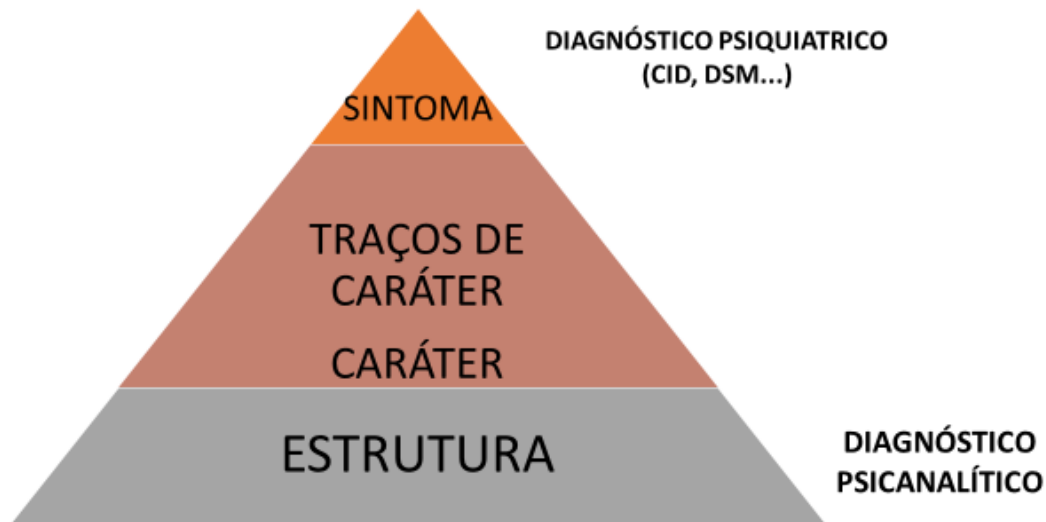 DIAGNÓSTICO PSIQUIATRICO
(CID, DSM...)
SINTOMA
TRAÇOS DE
CARÁTER
CARÁTER
ESTRUTURA
DIAGNÓSTICO
PSICANALÍTICO